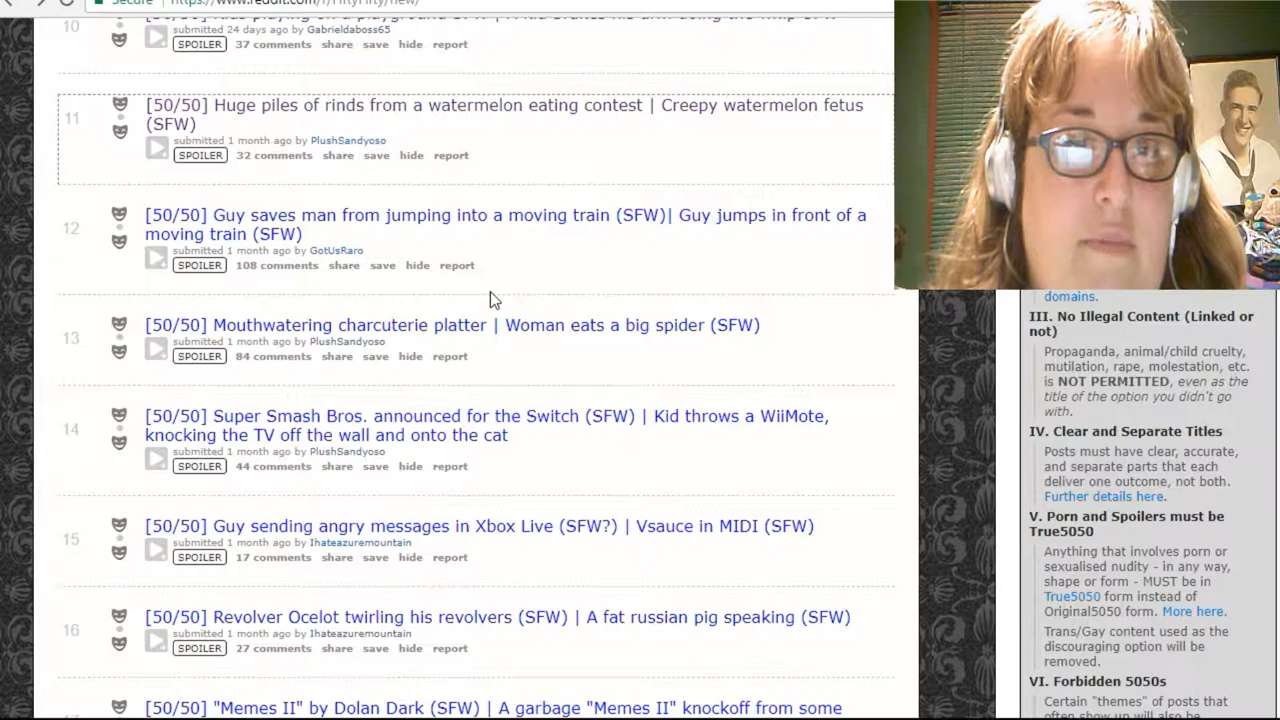 Secure
https://www.reddit.com/r/FiftyFifty/new/
10
submitted 24 days ago by Gabrieldaboss65
SPOILER 37 comments share save hide report
11
[50/50] Huge piles of rinds from a watermelon eating contest | Creepy watermelon fetus
(SFW)
submitted 1 month ago by PlushSandyoso
SPOILER 32 comments share save hide report
12
[50/50] Guy saves man from jumping into a moving train (SFW)| Guy jumps in front of a
moving train (SFW)
submitted 1 month ago by GotUsRaro
SPOILER 108 comments share save hide report
13
[50/50] Mouthwatering charcuterie platter | Woman eats a big spider (SFW)
submitted 1 month ago by PlushSandyoso
SPOILER 84 comments share save hide report
14
[50/50] Super Smash Bros. announced for the Switch (SFW) | Kid throws a WiiMote,
knocking the TV off the wall and onto the cat
submitted 1 month ago by PlushSandyoso
SPOILER 44 comments share save hide report
15
[50/50] Guy sending angry messages in Xbox Live (SFW?) | Vsauce in MIDI (SFW)
submitted 1 month ago by Ihateazuremountain
SPOILER 17 comments share save hide report
16
[50/50] Revolver Ocelot twirling his revolvers (SFW) | A fat russian pig speaking (SFW)
submitted 1 month ago by Ihateazuremountain
SPOILER 27 comments share save hide report
[50/50] "Memes II" by Dolan Dark (SFW) | A garbage "Memes II" knockoff from some
domains.
III. No Illegal Content (Linked or
not)
Propaganda, animal/child cruelty,
mutilation, rape, molestation, etc.
is NOT PERMITTED, even as the
title of the option you didn't go
with.
IV. Clear and Separate Titles
Posts must have clear, accurate,
and separate parts that each
deliver one outcome, not both.
Further details here.
V. Porn and Spoilers must be
True5050
Anything that involves porn or
sexualised nudity - in any way,
shape or form - MUST be in
True5050 form instead of
Original5050 form. More here.
Trans/Gay content used as the
discouraging option will be
removed.
VI. Forbidden 5050s
Certain "themes" of posts that
often show up will also be